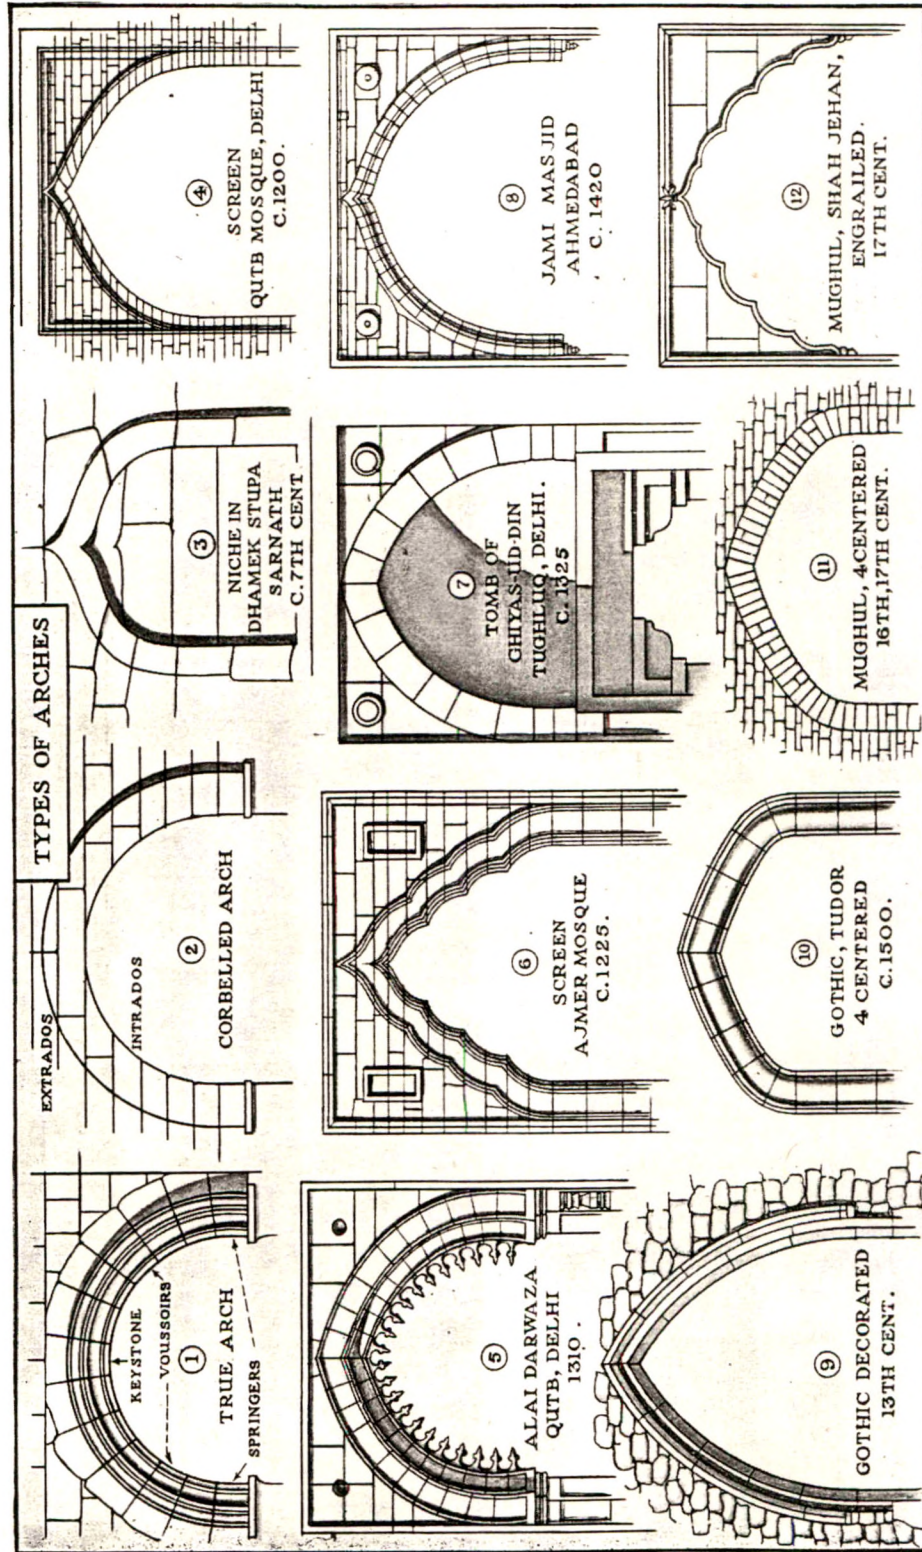 TYPES OF ARCHES
KEYSTONE
VOUSSOIRS
①
TRUE ARCH
SPRINGERS
EXTRADOS
INTRADOS
②
CORBELLED ARCH
③
NICHE IN
DHAMEK STUPA
SARNATH
C.7TH CENT
④
SCREEN
QUTB MOSQUE, DELHI
C.1200.
⑤
ALAI DARWAZA
QUTB, DELHI
1310.
⑥
SCREEN
AJMER MOSQUE
C.1225.
⑦
TOMB OF
GHIYAS-UD-DIN
TUGHLUQ, DELHI.
C. 1325
⑧
JAMI MASJID
AHMEDABAD
C. 1420
⑨
GOTHIC DECORATED
13TH CENT.
⑩
GOTHIC, TUDOR
4 CENTERED
C.1500.
⑪
MUGHUL, 4CENTERED
16TH,17TH CENT.
⑫
MUGHUL, SHAH JEHAN,
ENGRAILED.
17TH CENT.